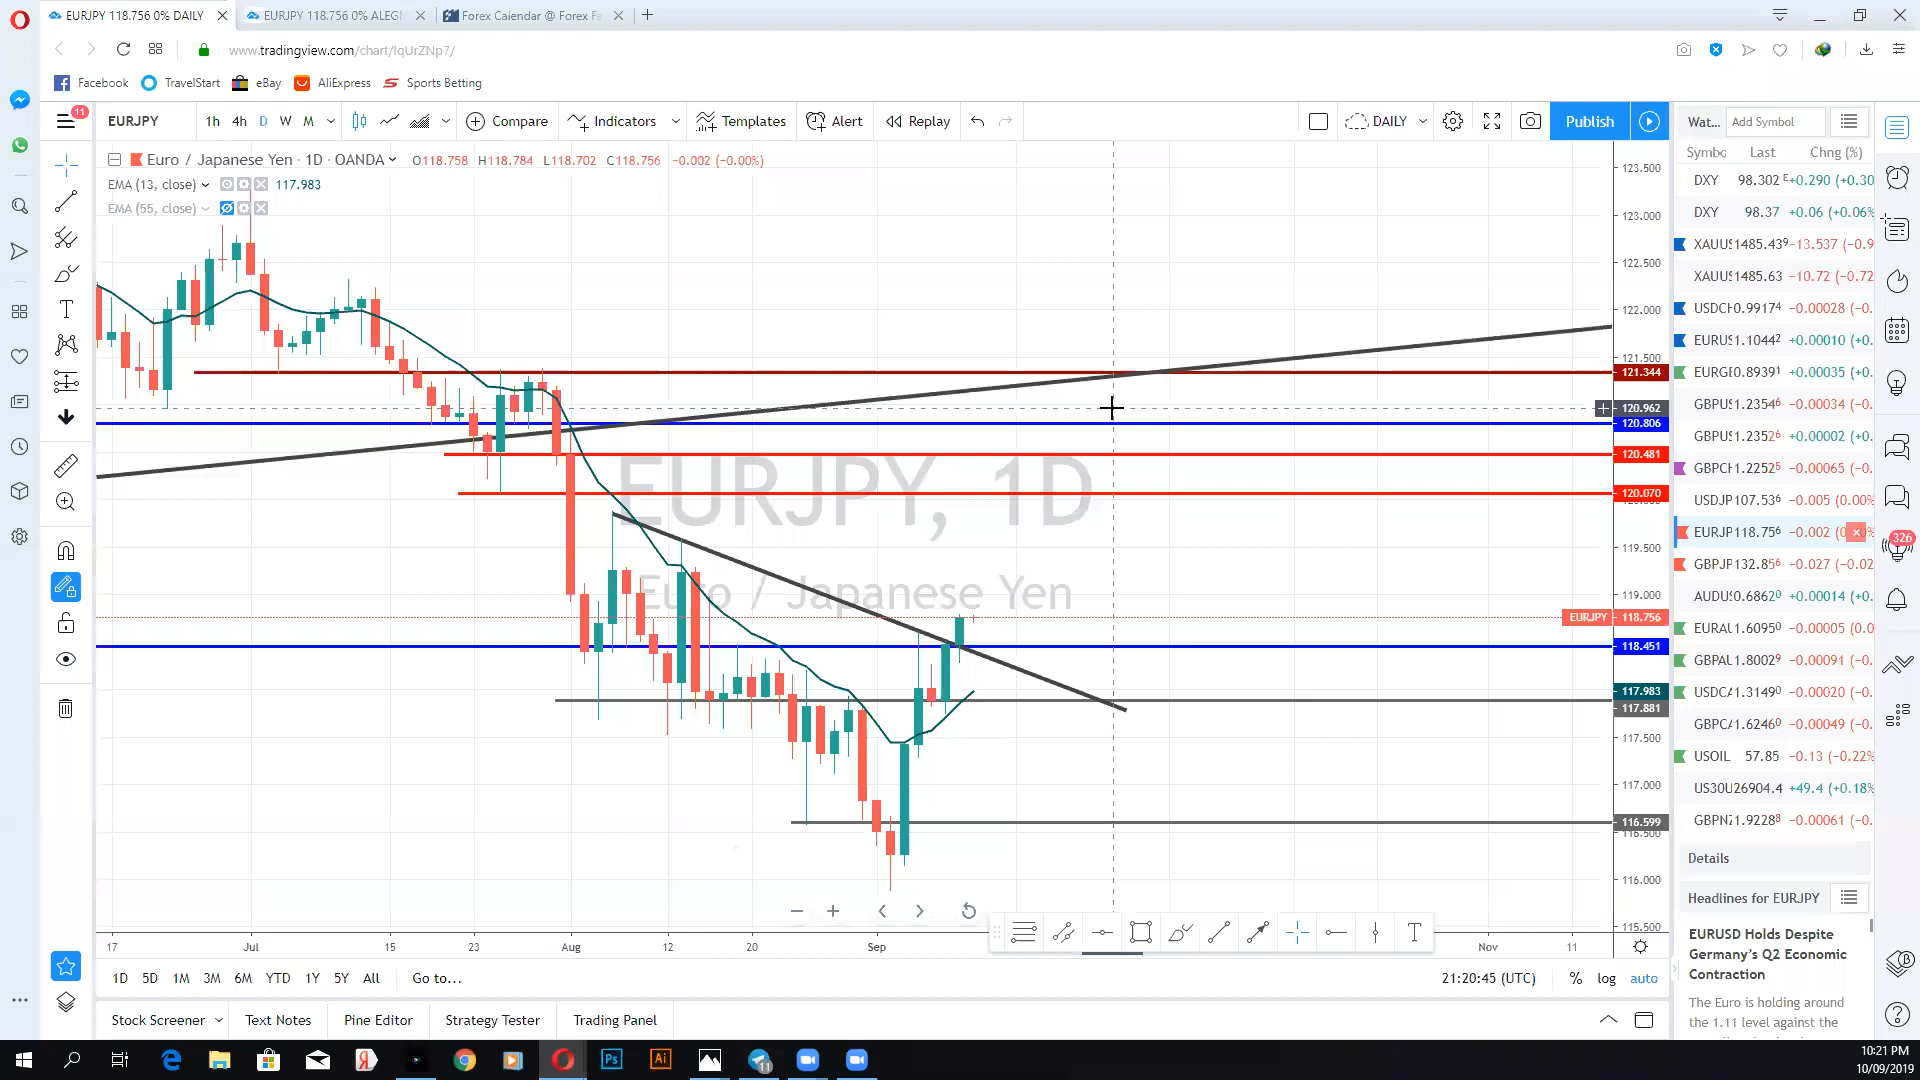 EURJPY 118.756 0% DAILY
EURJPY 118.756 0% ALEG
Forex Calendar @ Forex Fa
www.tradingview.com/chart/IqUrZNp7/
Facebook TravelStart eBay AliExpress Sports Betting
11
EURJPY 1h 4h D W M Compare Indicators Templates Alert Replay DAILY Publish
Euro / Japanese Yen · 1D · OANDA O118.758 H118.784 L118.702 C118.756 −0.002 (−0.00%)
EMA (13, close) 117.983
EMA (55, close)
EURJPY, 1D
Euro / Japanese Yen
123.500
123.000
122.500
122.000
121.500
121.344
120.962
120.806
120.481
120.070
119.500
119.000
EURJPY 118.756
118.451
117.983
117.881
117.500
117.000
116.599
116.500
116.000
115.500
17 Jul 15 23 Aug 12 20 Sep Nov 11
1D 5D 1M 3M 6M YTD 1Y 5Y All Go to...
21:20:45 (UTC) % log auto
Stock Screener Text Notes Pine Editor Strategy Tester Trading Panel
Wat... Add Symbol
Symbo Last Chng (%)
DXY 98.302 E +0.290 (+0.30
DXY 98.37 +0.06 (+0.06%
XAUUS 1485.439 −13.537 (−0.9
XAUUS 1485.63 −10.72 (−0.72
USDCH 0.99174 −0.00028 (−0.
EURUS 1.10442 +0.00010 (+0.
EURGE 0.89391 +0.00035 (+0.
GBPUS 1.23546 −0.00034 (−0.
GBPUS 1.23526 +0.00002 (+0.
GBPCH 1.22525 −0.00065 (−0.
USDJP 107.536 −0.005 (0.00%
EURJP 118.756 −0.002 (0
GBPJP 132.856 −0.027 (−0.02
AUDUS 0.68620 +0.00014 (+0.
EURAU 1.60950 −0.00005 (0.0
GBPAU 1.80029 −0.00091 (−0.
USDCA 1.31490 −0.00020 (−0.
GBPCA 1.62460 −0.00049 (−0.
USOIL 57.85 −0.13 (−0.22%
US30U 26904.4 +49.4 (+0.18%
GBPNZ 1.92288 −0.00061 (−0.
Details
Headlines for EURJPY
EURUSD Holds Despite
Germany's Q2 Economic
Contraction
The Euro is holding around
the 1.11 level against the
326
11
10:21 PM
10/09/2019